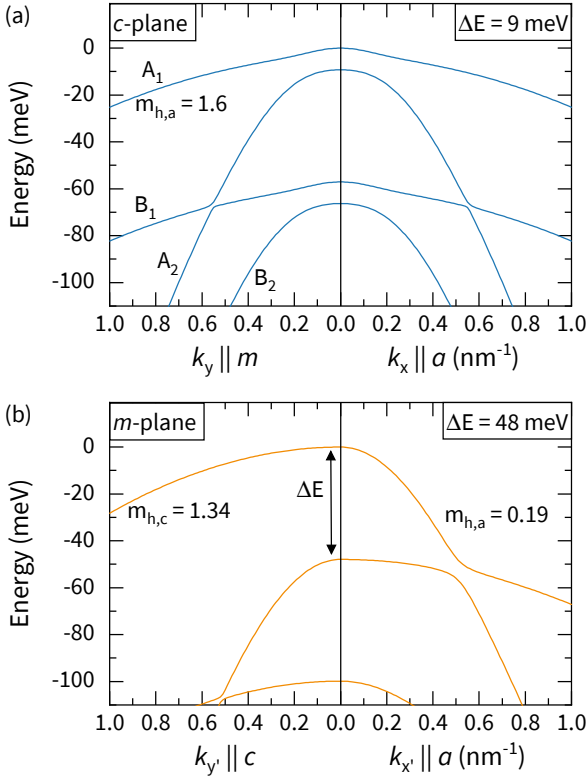 (a)
c-plane
ΔE = 9 meV
A1
mh,a = 1.6
B1
A2
B2
Energy (meV)
0
-20
-40
-60
-80
-100
1.0 0.8 0.6 0.4 0.2 0.0 0.2 0.4 0.6 0.8 1.0
ky || m
kx || a (nm-1)
(b)
m-plane
ΔE = 48 meV
ΔE
mh,c = 1.34
mh,a = 0.19
Energy (meV)
0
-20
-40
-60
-80
-100
1.0 0.8 0.6 0.4 0.2 0.0 0.2 0.4 0.6 0.8 1.0
ky' || c
kx' || a (nm-1)